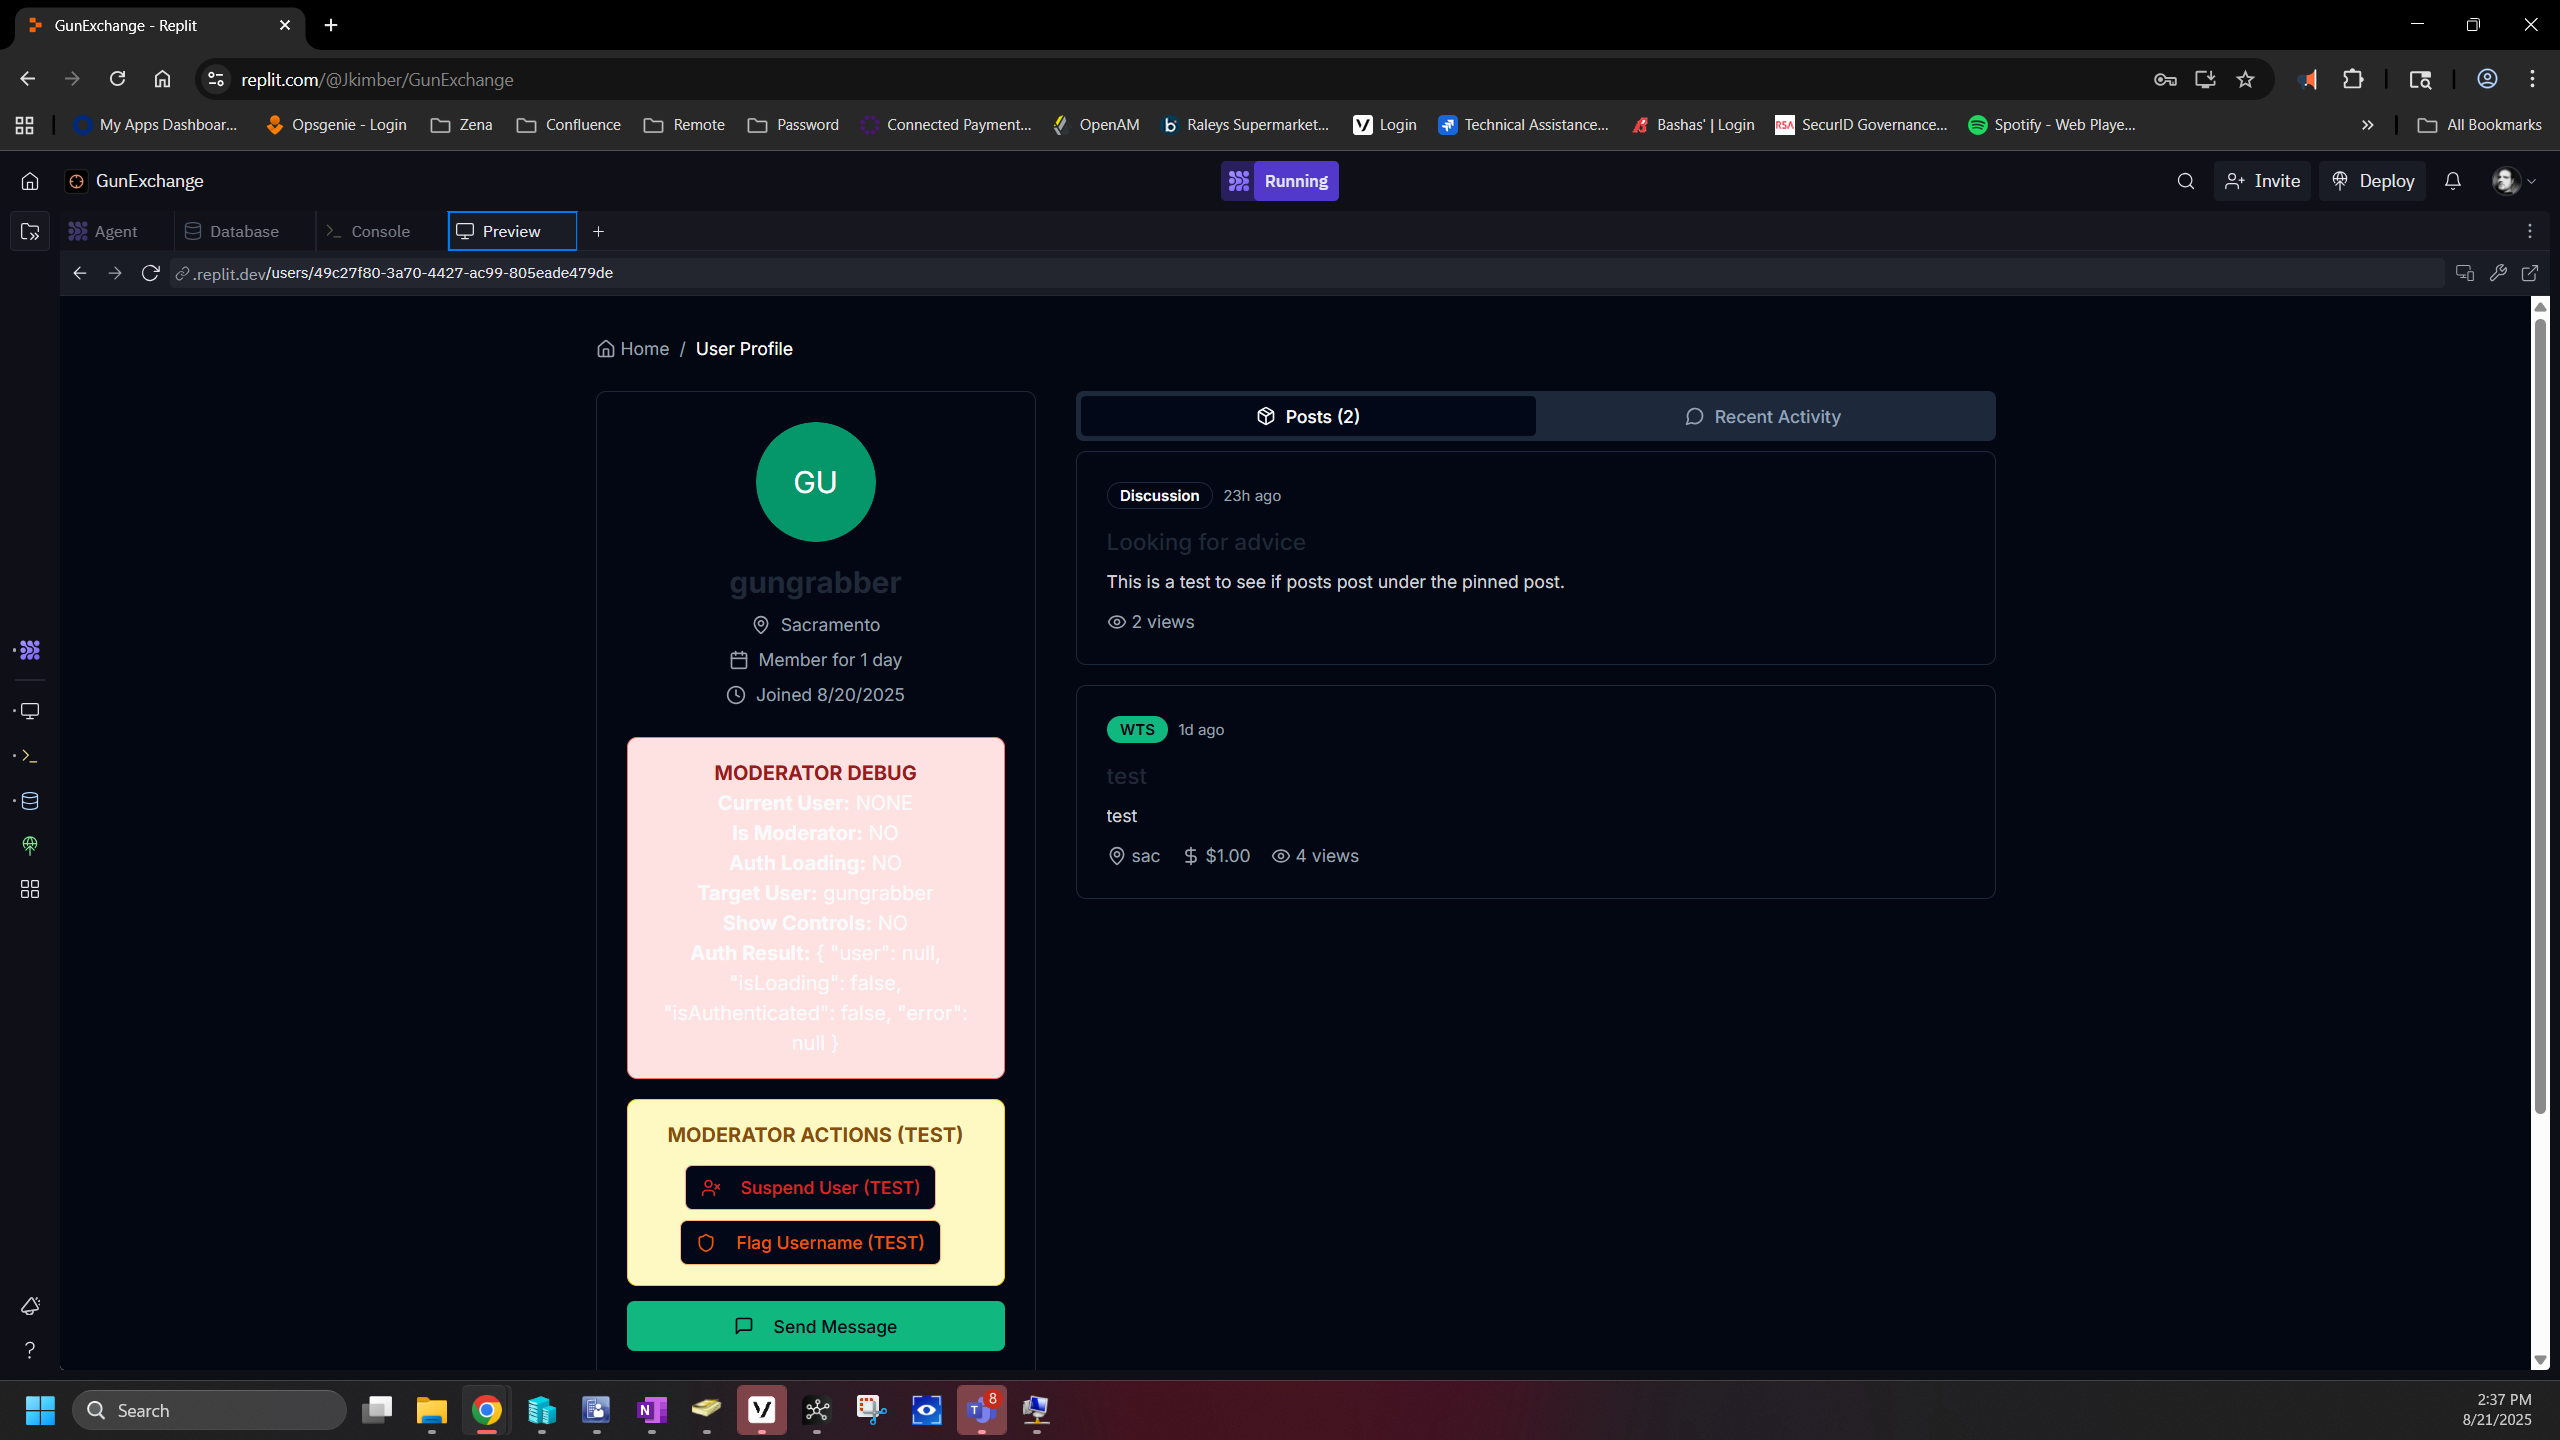 GunExchange - Replit
replit.com/@Jkimber/GunExchange
My Apps Dashboar... Opsgenie - Login Zena Confluence Remote Password Connected Payment... OpenAM Raleys Supermarket... Login Technical Assistance... Bashas' | Login SecurID Governance... Spotify - Web Playe... » All Bookmarks
GunExchange Running Invite Deploy
Agent Database Console Preview
.replit.dev/users/49c27f80-3a70-4427-ac99-805eade479de
Home / User Profile
GU
gungrabber
Sacramento
Member for 1 day
Joined 8/20/2025
MODERATOR DEBUG
Current User: NONE
Is Moderator: NO
Auth Loading: NO
Target User: gungrabber
Show Controls: NO
Auth Result: { "user": null,
"isLoading": false,
"isAuthenticated": false, "error":
null }
MODERATOR ACTIONS (TEST)
Suspend User (TEST)
Flag Username (TEST)
Send Message
Posts (2) Recent Activity
Discussion 23h ago
Looking for advice
This is a test to see if posts post under the pinned post.
2 views
WTS 1d ago
test
test
sac $1.00 4 views
Search
8
2:37 PM
8/21/2025